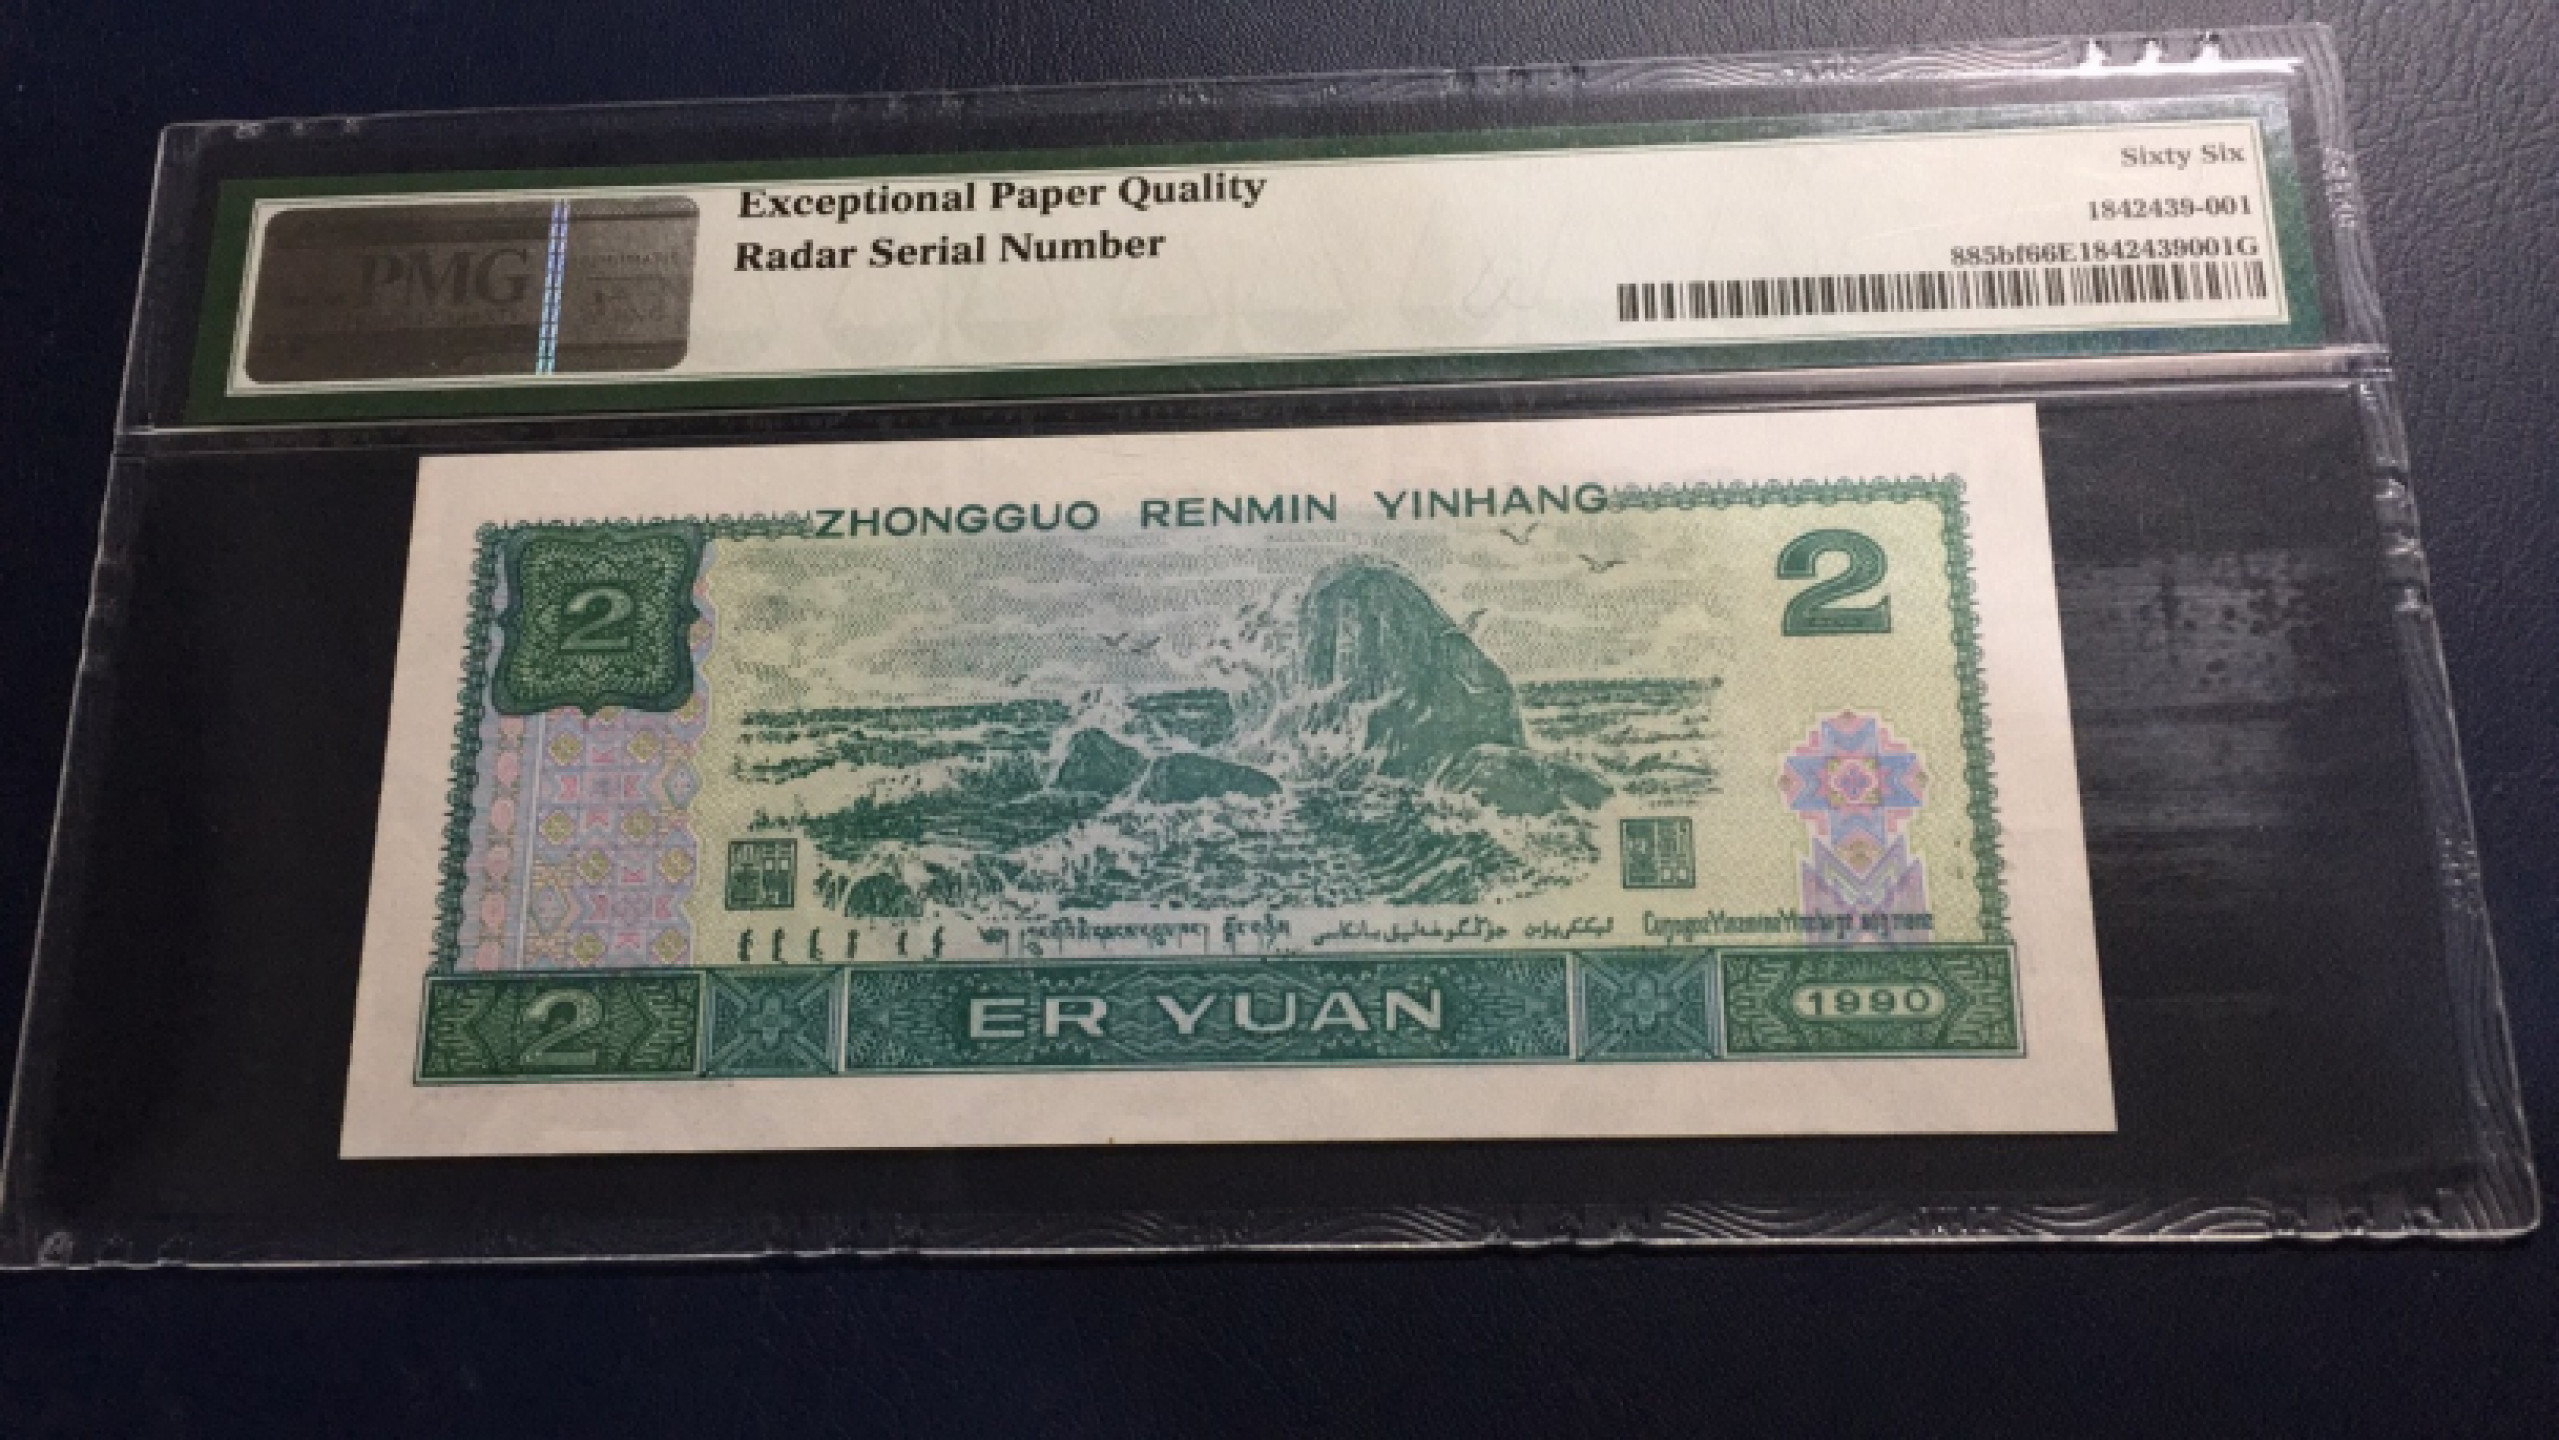 Sixty Six
Exceptional Paper Quality
1842439-001
Radar Serial Number
885bf66E1842439001G
PMG
ZHONGGUO RENMIN YINHANG
2
2
2
ER YUAN
1990